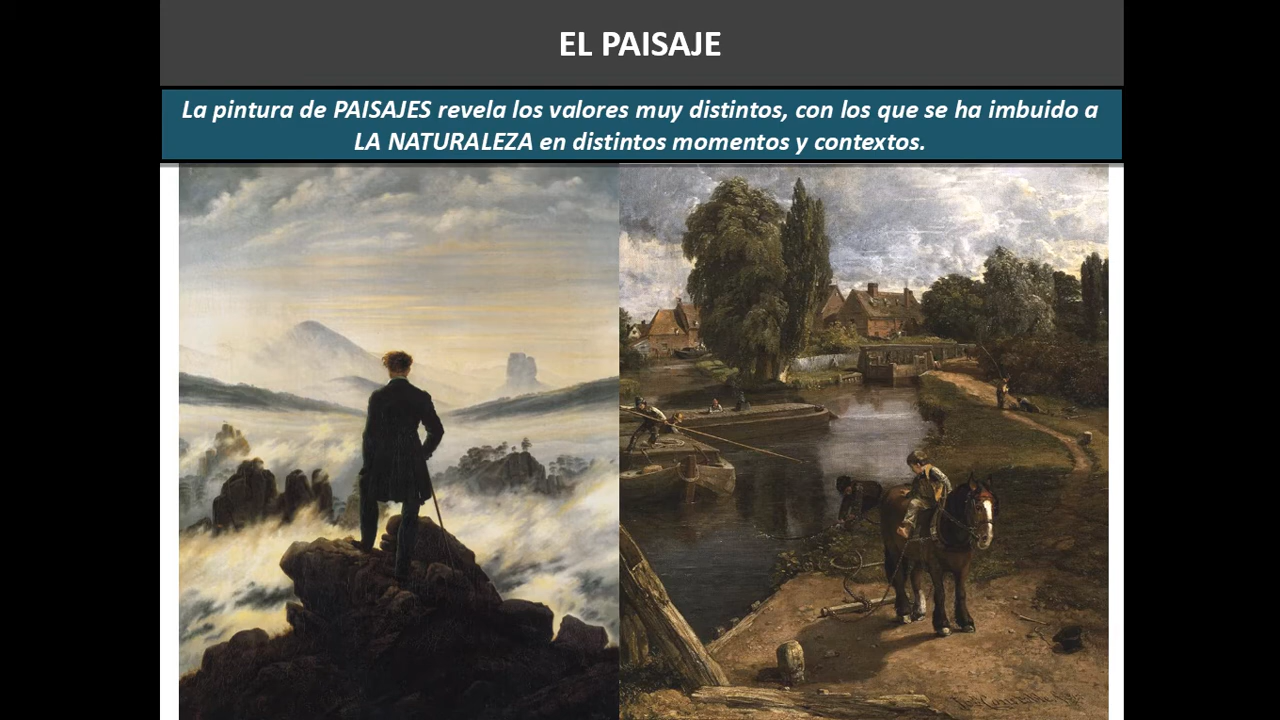 EL PAISAJE
La pintura de PAISAJES revela los valores muy distintos, con los que se ha imbuido a
LA NATURALEZA en distintos momentos y contextos.